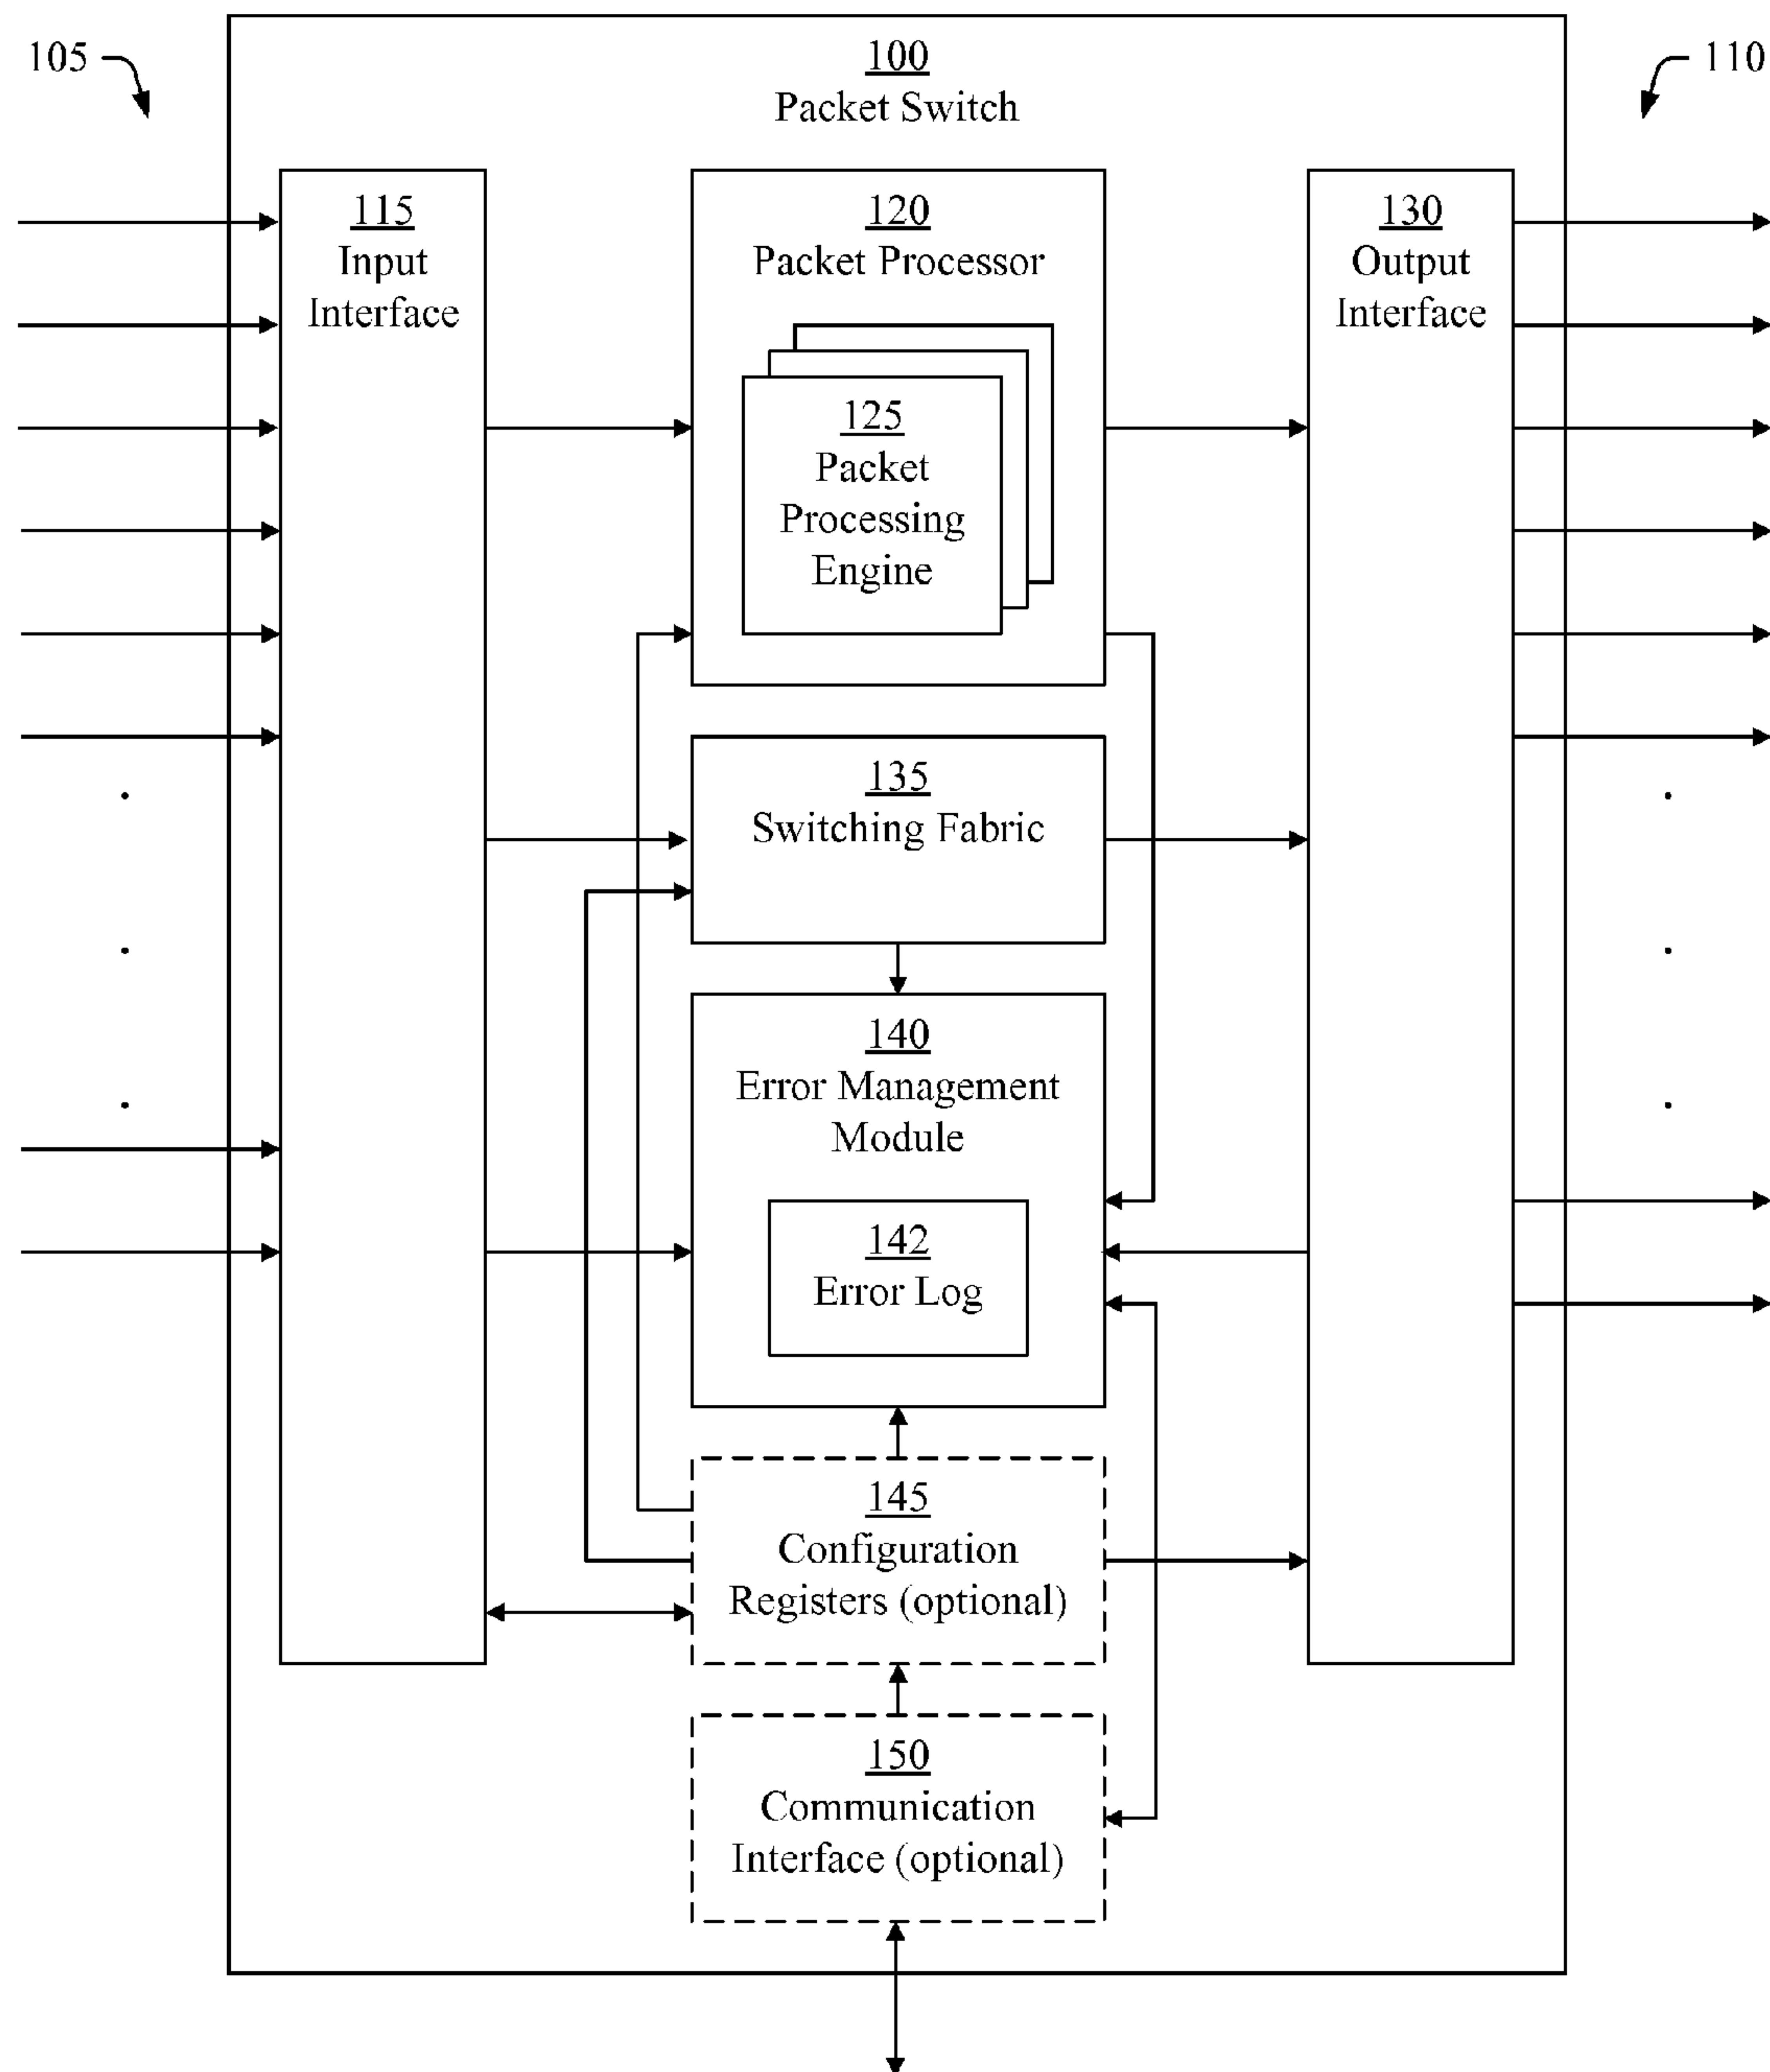 105
100
Packet Switch
110
115
Input
Interface
120
Packet Processor
125
Packet
Processing
Engine
130
Output
Interface
135
Switching Fabric
140
Error Management
Module
142
Error Log
145
Configuration
Registers (optional)
150
Communication
Interface (optional)